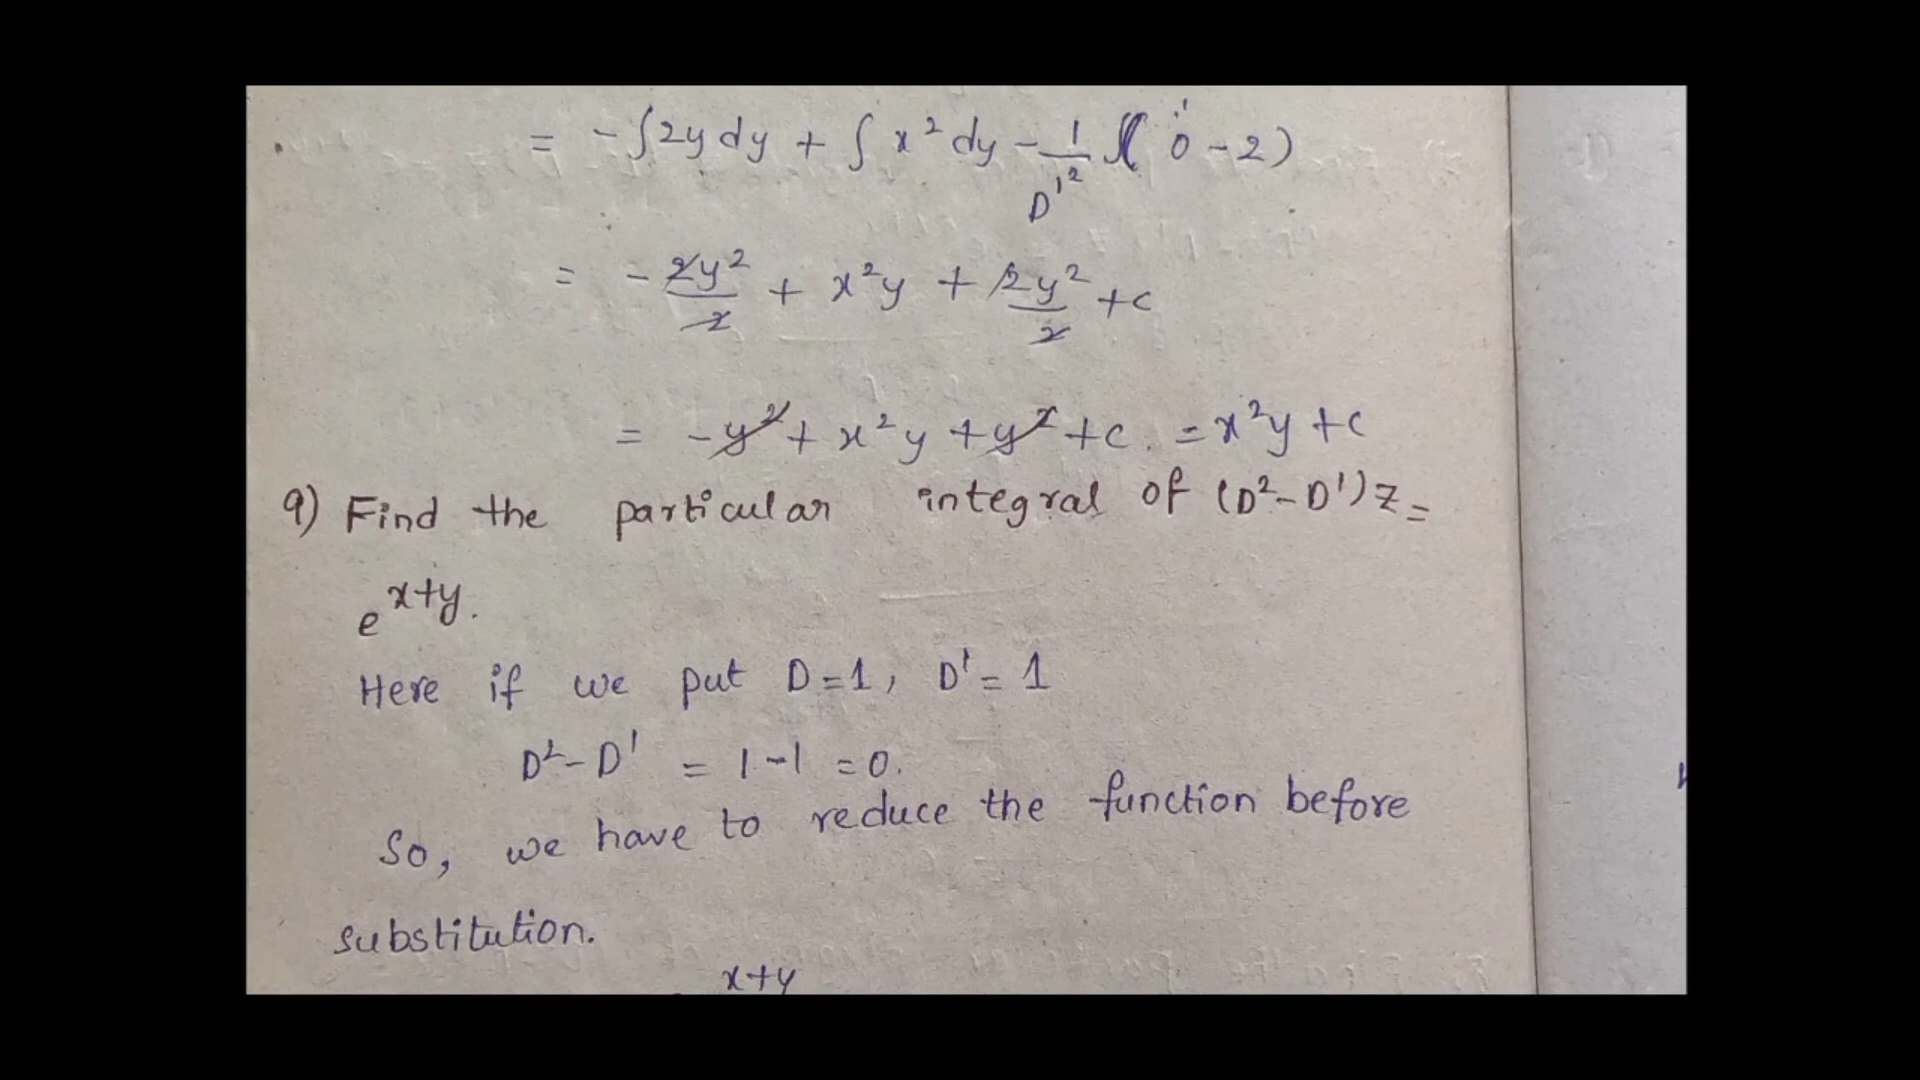 = - ∫2y dy + ∫ x² dy - 1/D'² (0 - 2)
= - 2y²/2 + x²y + 2y²/2 + c
= - y² + x²y + y² + c. = x²y + c
9) Find the particular integral of (D² - D')z =
e^x+y.
Here if we put D = 1, D' = 1
D² - D' = 1 - 1 = 0.
So, we have to reduce the function before
substitution.
x+y